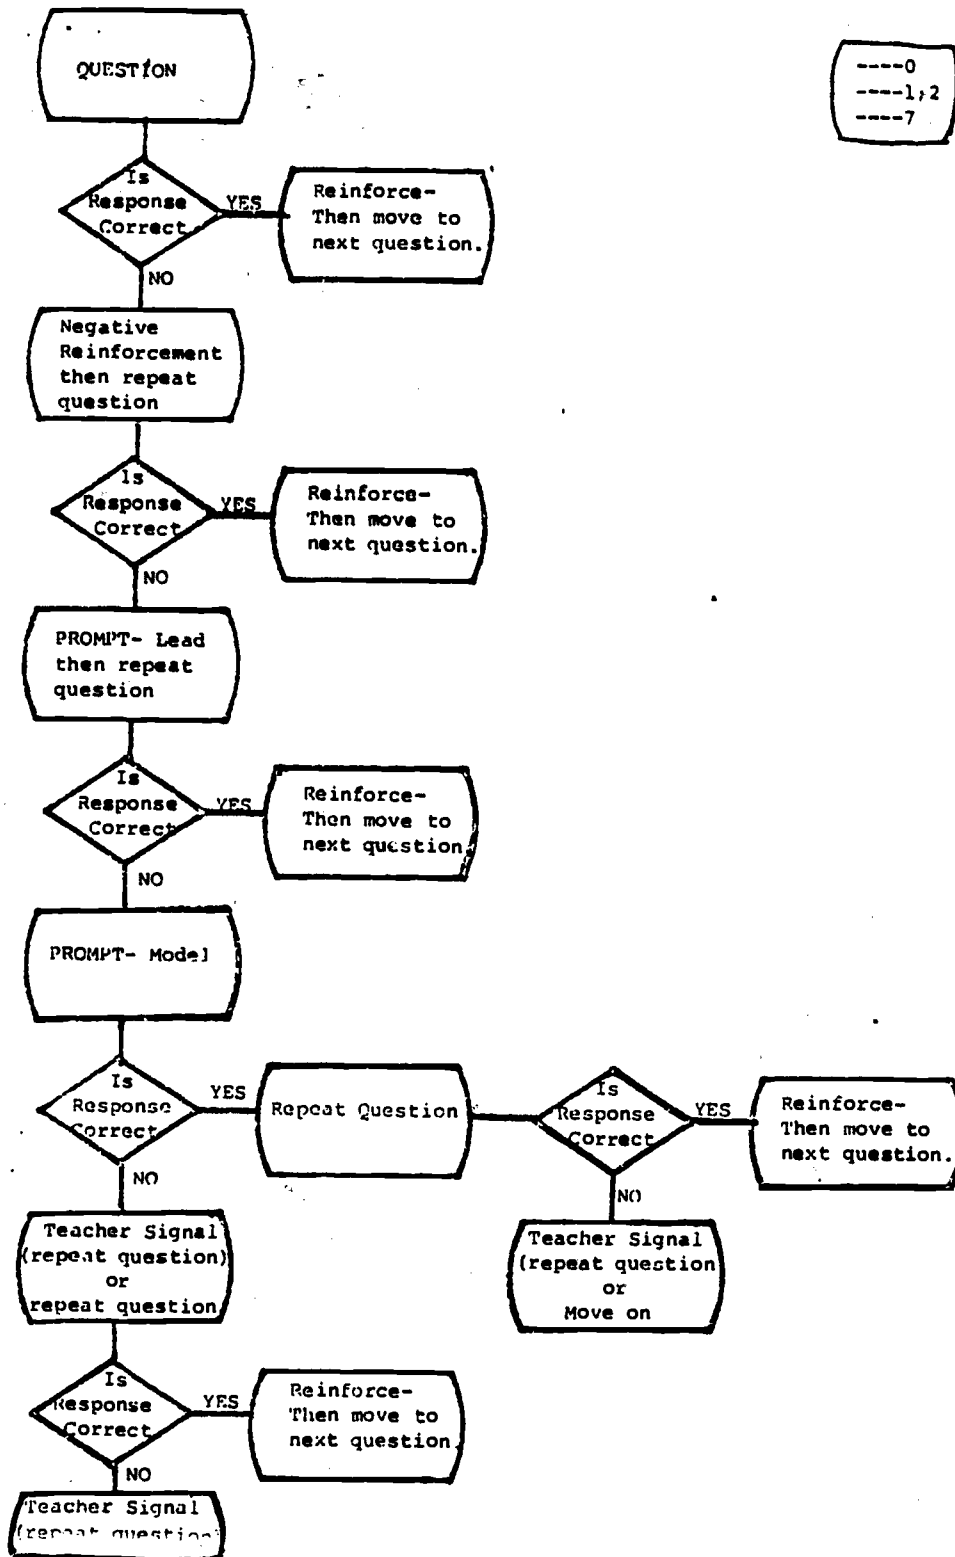 QUESTION
----0
----1,2
----7
Is
Response
Correct
YES
Reinforce-
Then move to
next question.
NO
Negative
Reinforcement
then repeat
question
Is
Response
Correct
YES
Reinforce-
Then move to
next question.
NO
PROMPT- Lead
then repeat
question
Is
Response
Correct
YES
Reinforce-
Then move to
next question
NO
PROMPT- Model
Is
Response
Correct
YES
Repeat Question
Is
Response
Correct
YES
Reinforce-
Then move to
next question.
NO
Teacher Signal
(repeat question)
or
repeat question
NO
Teacher Signal
(repeat question
or
Move on
Is
Response
Correct
YES
Reinforce-
Then move to
next question
NO
Teacher Signal
(repeat question)